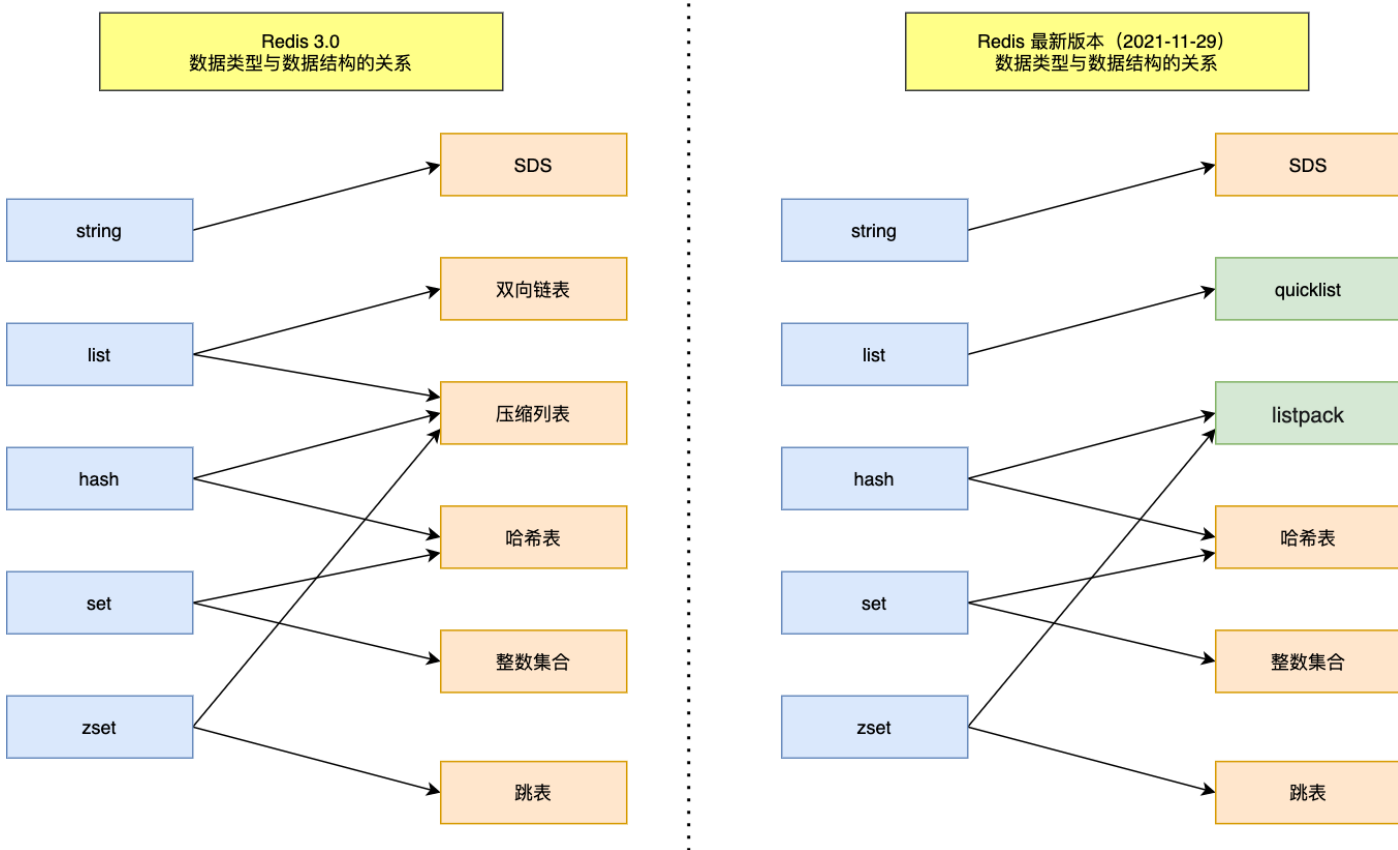 Redis 3.0
数据类型与数据结构的关系
SDS
string
双向链表
list
压缩列表
hash
哈希表
set
整数集合
zset
跳表
Redis 最新版本（2021-11-29）
数据类型与数据结构的关系
SDS
string
quicklist
list
listpack
hash
哈希表
set
整数集合
zset
跳表